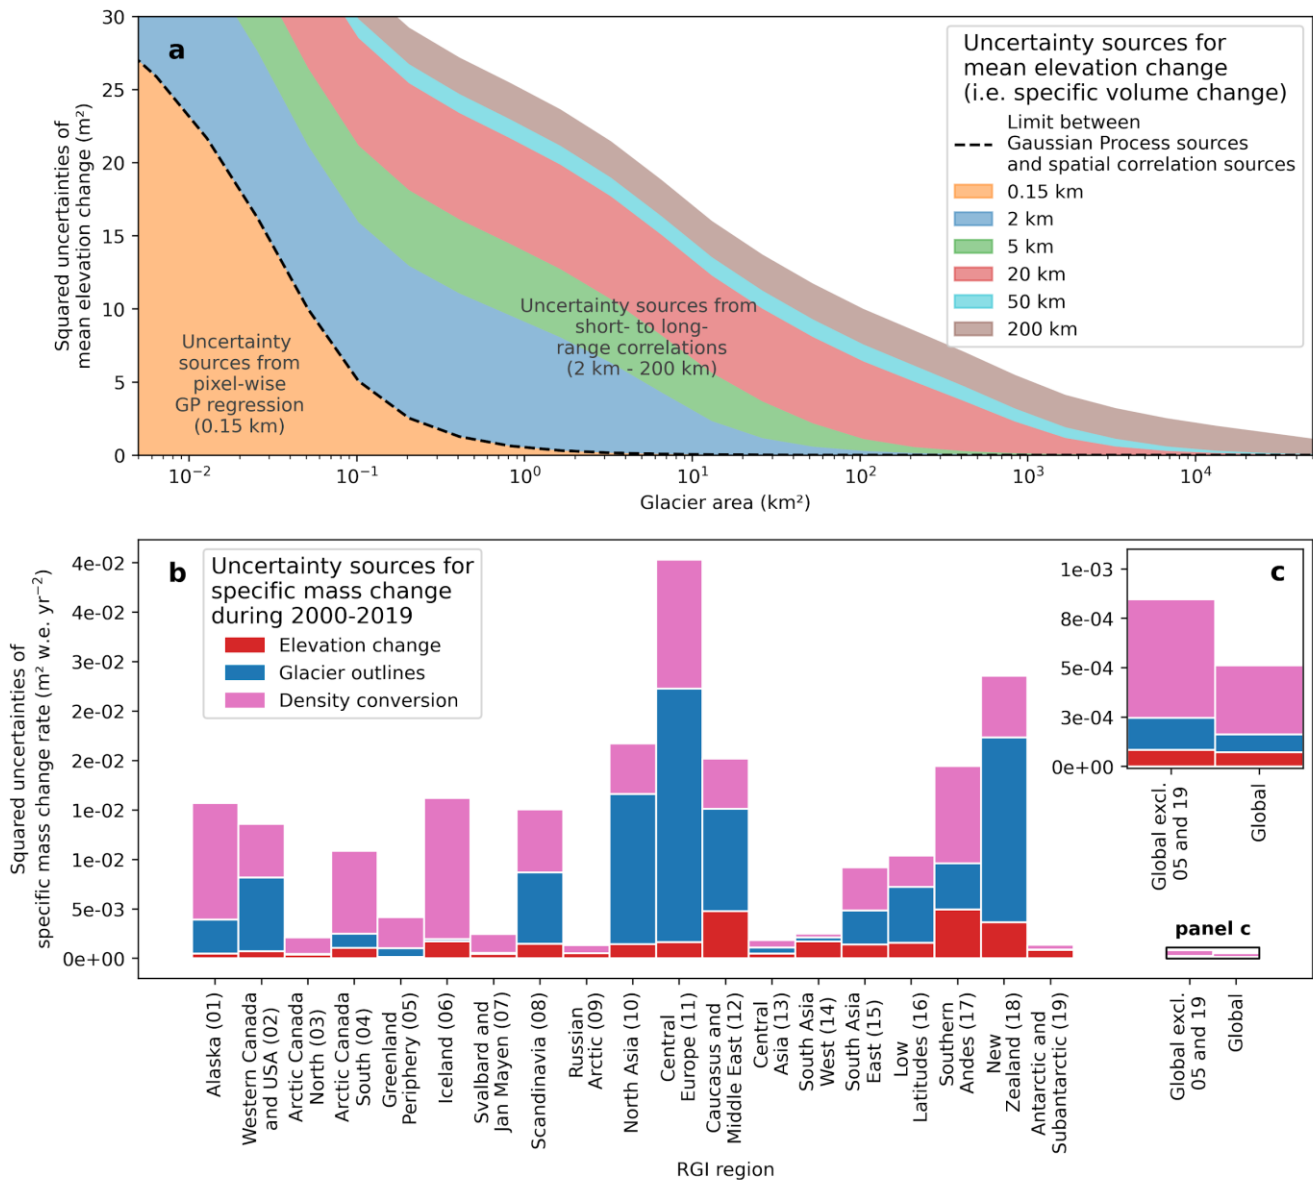 a
30
25
20
15
10
5
0
Squared uncertainties of
mean elevation change (m²)
Uncertainty sources for
mean elevation change
(i.e. specific volume change)
Limit between
Gaussian Process sources
and spatial correlation sources
0.15 km
2 km
5 km
20 km
50 km
200 km
Uncertainty
sources from
pixel-wise
GP regression
(0.15 km)
Uncertainty sources from
short- to long-
range correlations
(2 km - 200 km)
10⁻² 10⁻¹ 10⁰ 10¹ 10² 10³ 10⁴
Glacier area (km²)
b
4e-02
4e-02
3e-02
2e-02
2e-02
1e-02
1e-02
5e-03
0e+00
Squared uncertainties of
specific mass change rate (m² w.e. yr⁻²)
Uncertainty sources for
specific mass change
during 2000-2019
Elevation change
Glacier outlines
Density conversion
c
1e-03
8e-04
5e-04
3e-04
0e+00
Global excl.
05 and 19
Global
panel c
Alaska (01)
Western Canada
and USA (02)
Arctic Canada
North (03)
Arctic Canada
South (04)
Greenland
Periphery (05)
Iceland (06)
Svalbard and
Jan Mayen (07)
Scandinavia (08)
Russian
Arctic (09)
North Asia (10)
Central
Europe (11)
Caucasus and
Middle East (12)
Central
Asia (13)
South Asia
West (14)
South Asia
East (15)
Low
Latitudes (16)
Southern
Andes (17)
New
Zealand (18)
Antarctic and
Subantarctic (19)
Global excl.
05 and 19
Global
RGI region